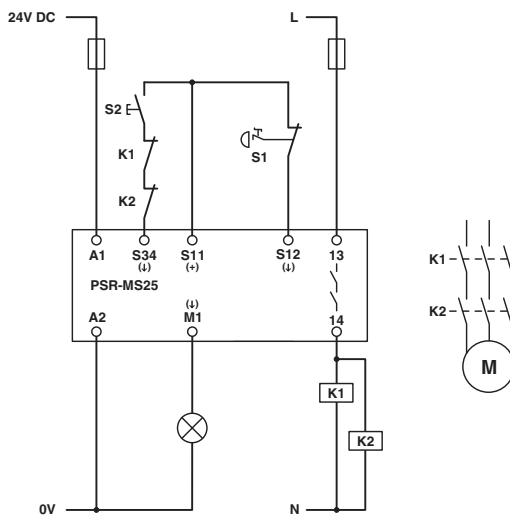 24V DC
L
S2
S1
K1
K2
A1
S34
(↓)
S11
(+)
S12
(↓)
13
PSR-MS25
A2
(↓)
M1
14
K1
K2
0V
N
K1
K2
M